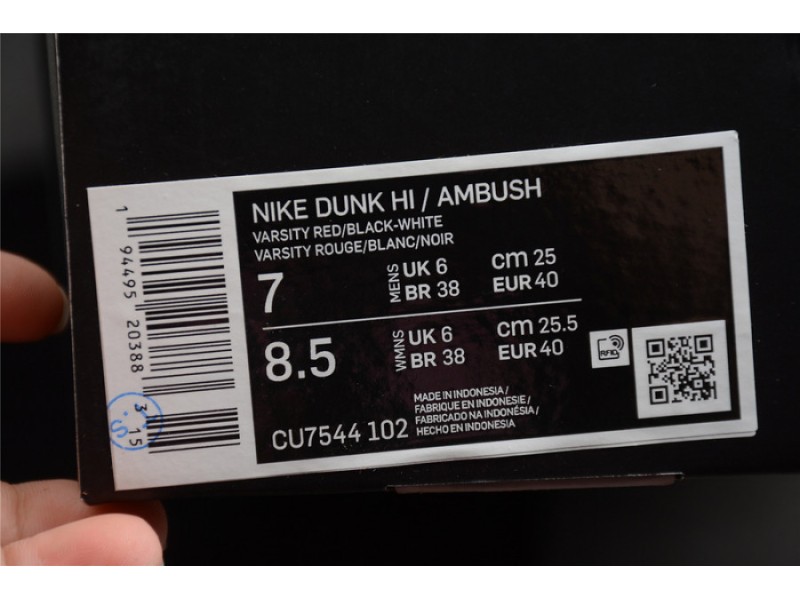 NIKE DUNK HI / AMBUSH
VARSITY RED/BLACK-WHITE
VARSITY ROUGE/BLANC/NOIR
7 MENS UK 6 cm 25
BR 38 EUR 40
8.5 WMNS UK 6 cm 25.5
BR 38 EUR 40
RFID
CU7544 102
MADE IN INDONESIA/
FABRIQUE EN INDONESIE/
FABRICADO NA INDONÉSIA/
HECHO EN INDONESIA
1 94495 20388 3 15